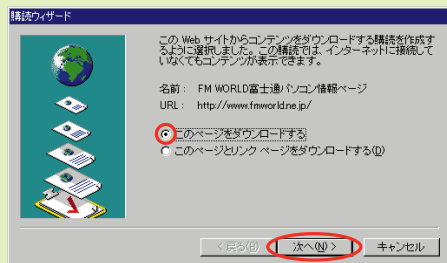 購読ウィザード
この Web サイトからコンテンツをダウンロードする購読を作成す
るように選択しました。この購読では、インターネットに接続して
いなくてもコンテンツが表示できます。
名前： FM WORLD富士通パソコン情報ページ
URL： http://www.fmworld.ne.jp/
このページをダウンロードする
このページとリンク ページをダウンロードする(D)
< 戻る(B)
次へ(N) >
キャンセル